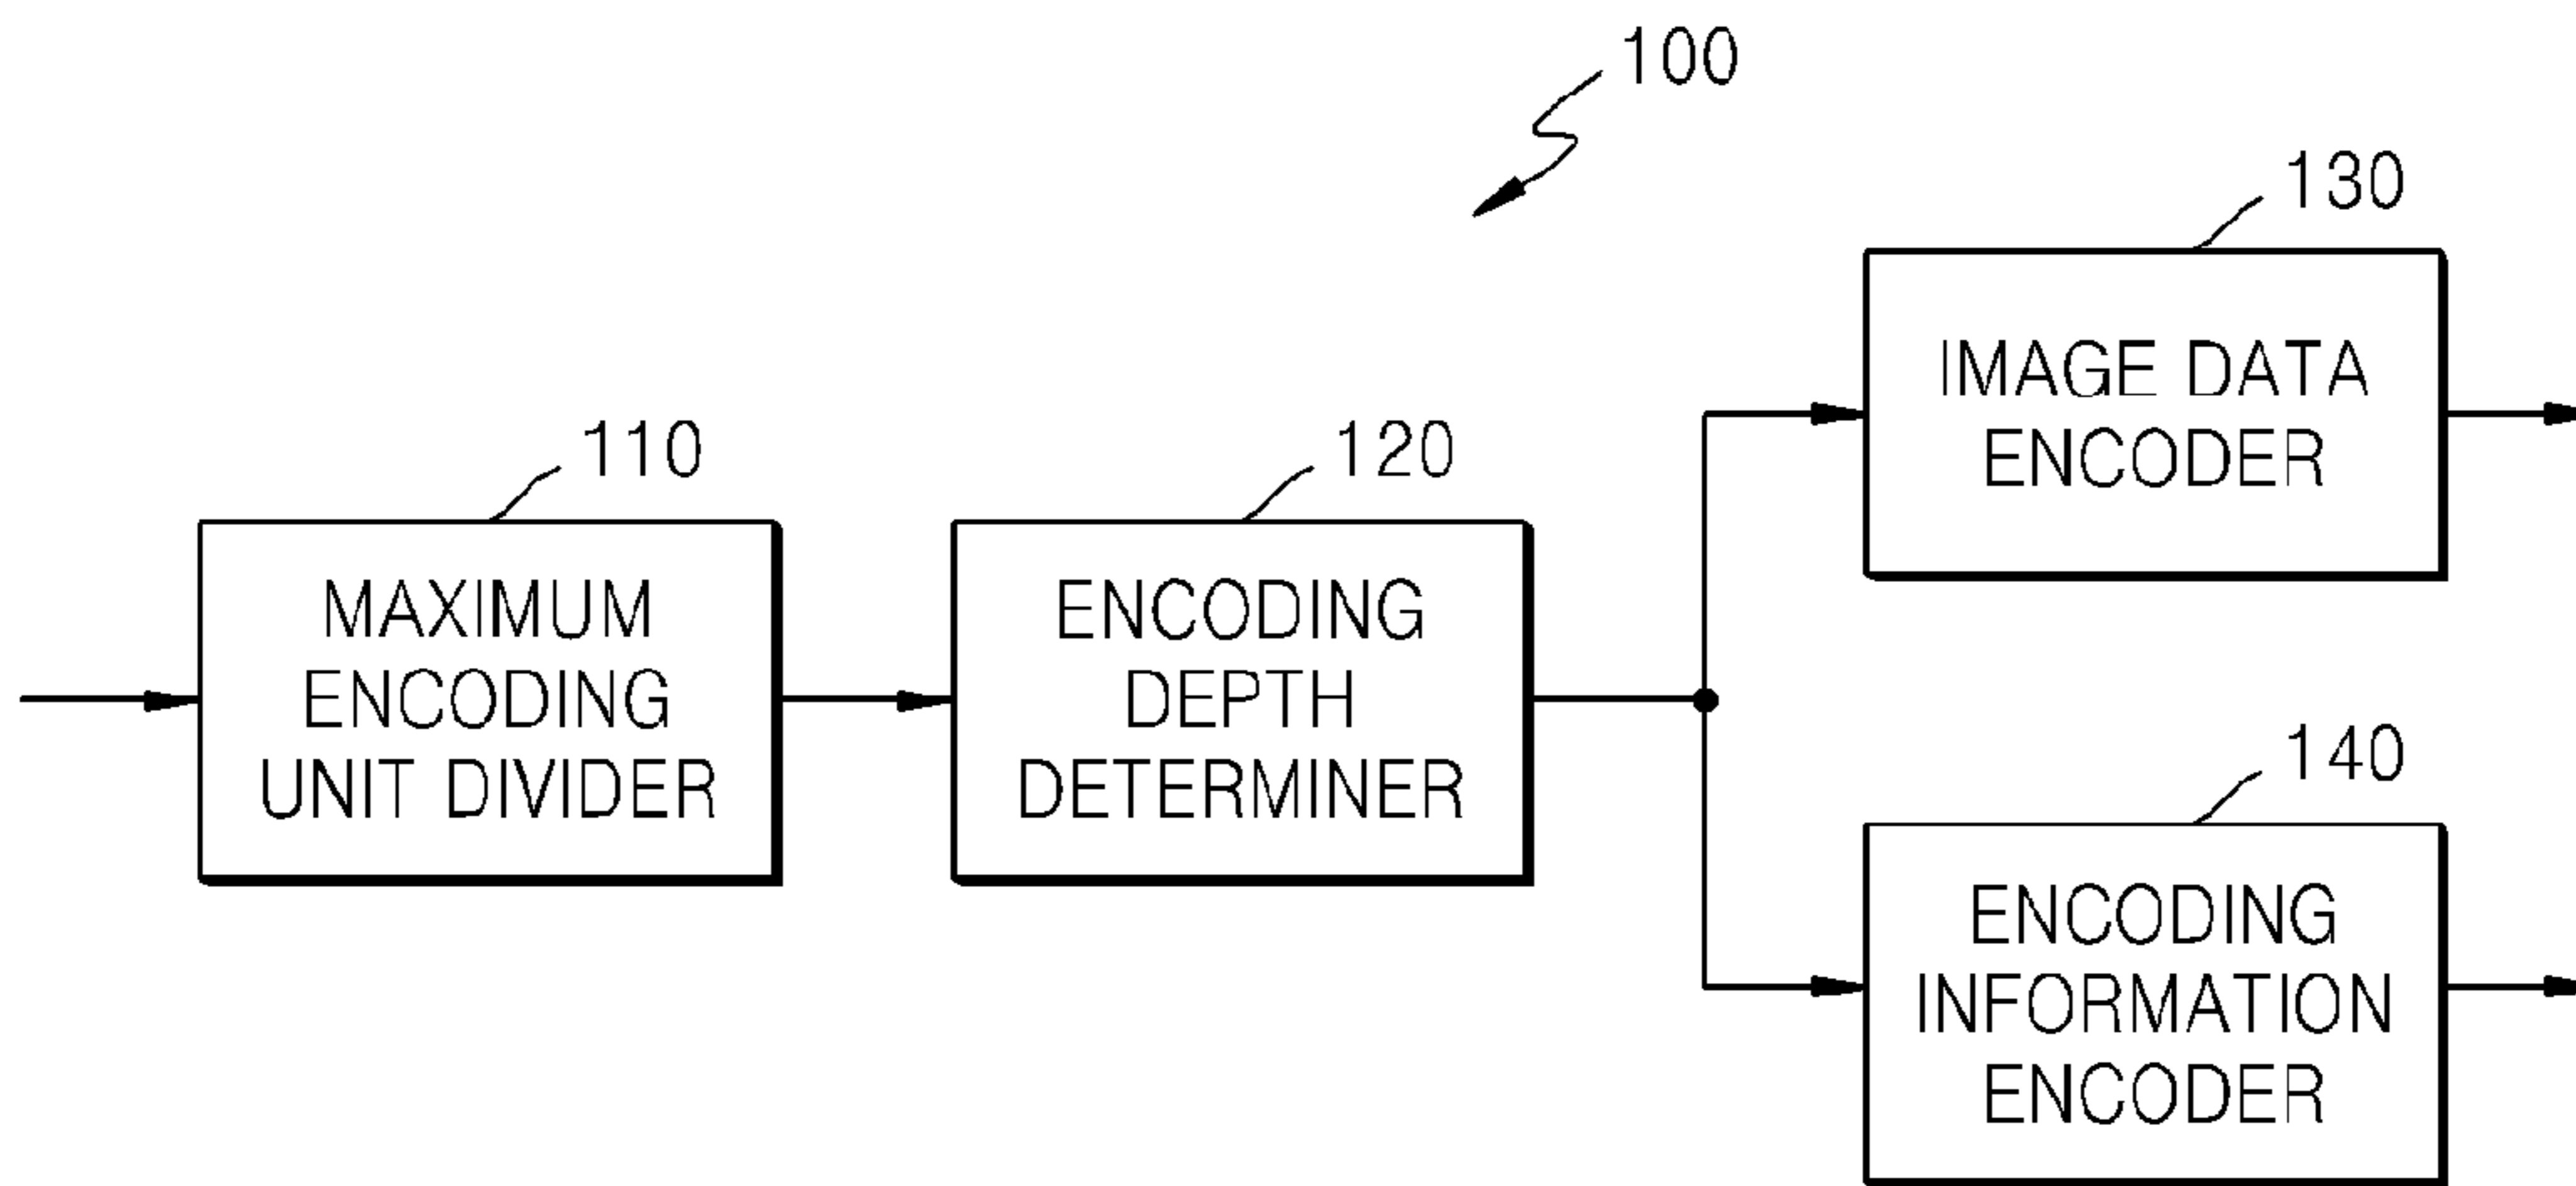 100
110
MAXIMUM
ENCODING
UNIT DIVIDER
120
ENCODING
DEPTH
DETERMINER
130
IMAGE DATA
ENCODER
140
ENCODING
INFORMATION
ENCODER